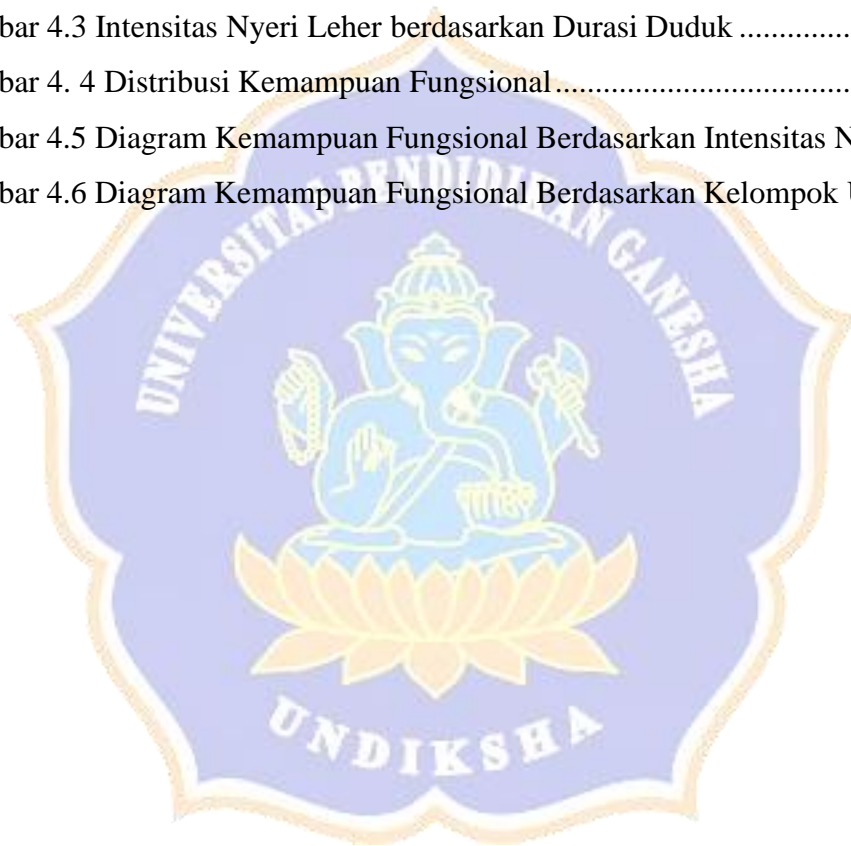 bar 4.3 Intensitas Nyeri Leher berdasarkan Durasi Duduk ..............
bar 4. 4 Distribusi Kemampuan Fungsional...............................
bar 4.5 Diagram Kemampuan Fungsional Berdasarkan Intensitas N
bar 4.6 Diagram Kemampuan Fungsional Berdasarkan Kelompok U
UNIVERSITAS PENDIDIKAN GANESHA
UNDIKSHA